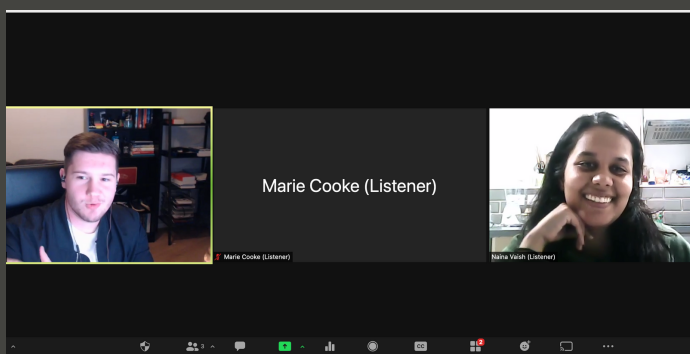 Marie Cooke (Listener)
Marie Cooke (Listener)
Naina Vaish (Listener)
3
CC
2